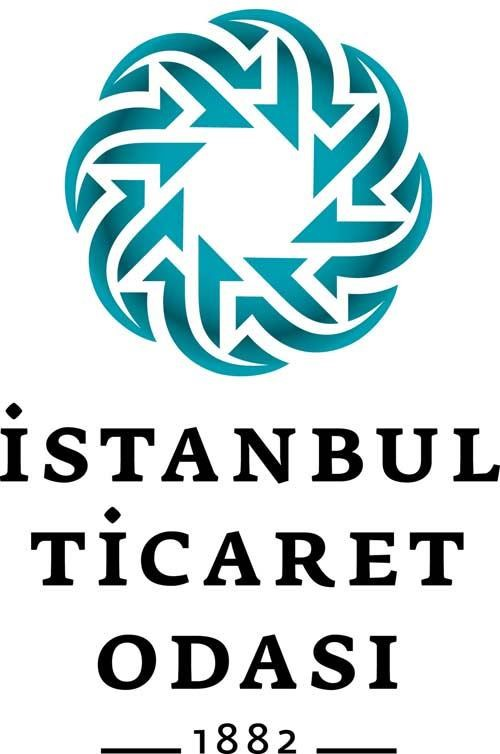 İSTANBUL
TİCARET
ODASI
1882